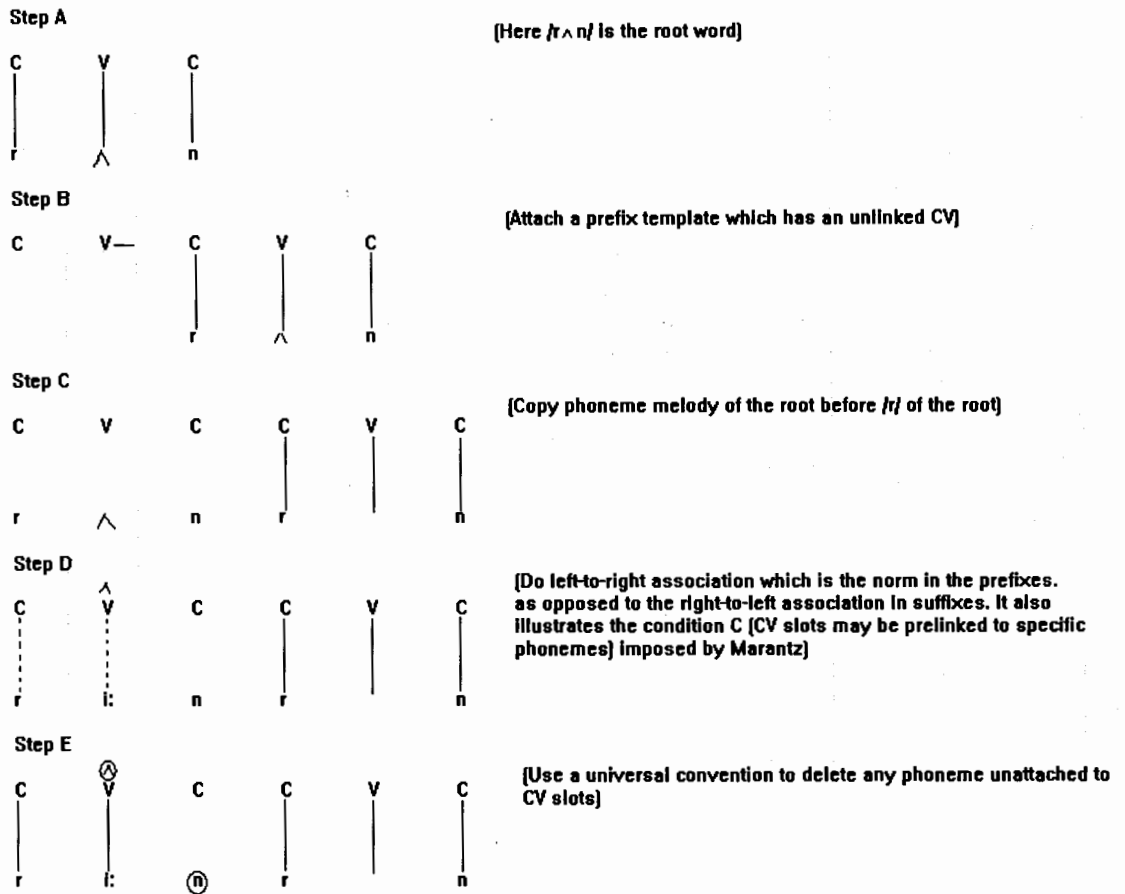 Step A
[Here /r∧n/ is the root word]
C V C
r ∧ n
Step B
[Attach a prefix template which has an unlinked CV]
C V— C V C
r ∧ n
Step C
[Copy phoneme melody of the root before /r/ of the root]
C V C C V C
r ∧ n r n
Step D
[Do left-to-right association which is the norm in the prefixes.
as opposed to the right-to-left association in suffixes. It also
illustrates the condition C [CV slots may be prelinked to specific
phonemes] imposed by Marantz]
∧
C V C C V C
r i: n r n
Step E
[Use a universal convention to delete any phoneme unattached to
CV slots]
∧
C V C C V C
r i: n r n